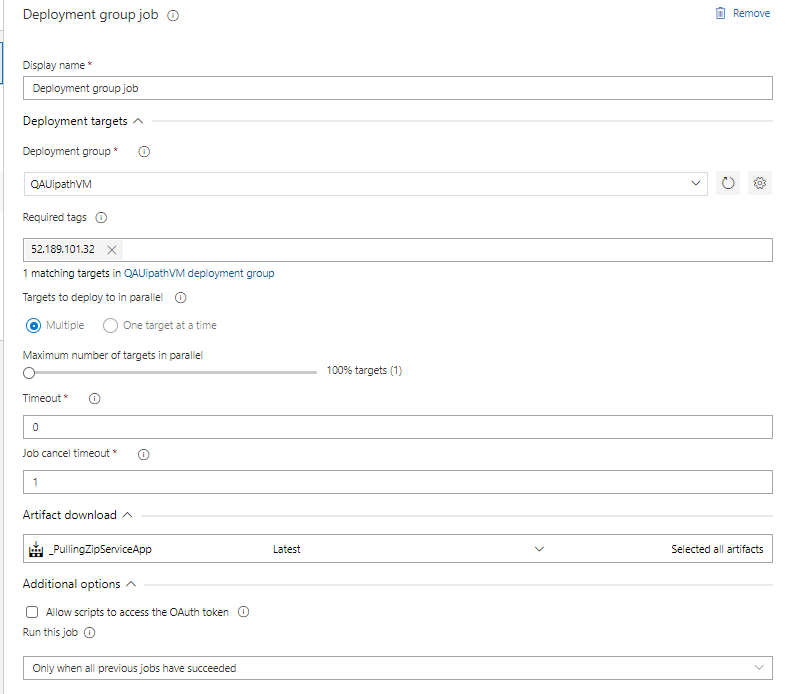 Deployment group job
Remove
Display name *
Deployment group job
Deployment targets
Deployment group *
QAUipathVM
Required tags
52.189.101.32
1 matching targets in QAUipathVM deployment group
Targets to deploy to in parallel
Multiple One target at a time
Maximum number of targets in parallel
100% targets (1)
Timeout *
0
Job cancel timeout *
1
Artifact download
_PullingZipServiceApp Latest Selected all artifacts
Additional options
Allow scripts to access the OAuth token
Run this job
Only when all previous jobs have succeeded